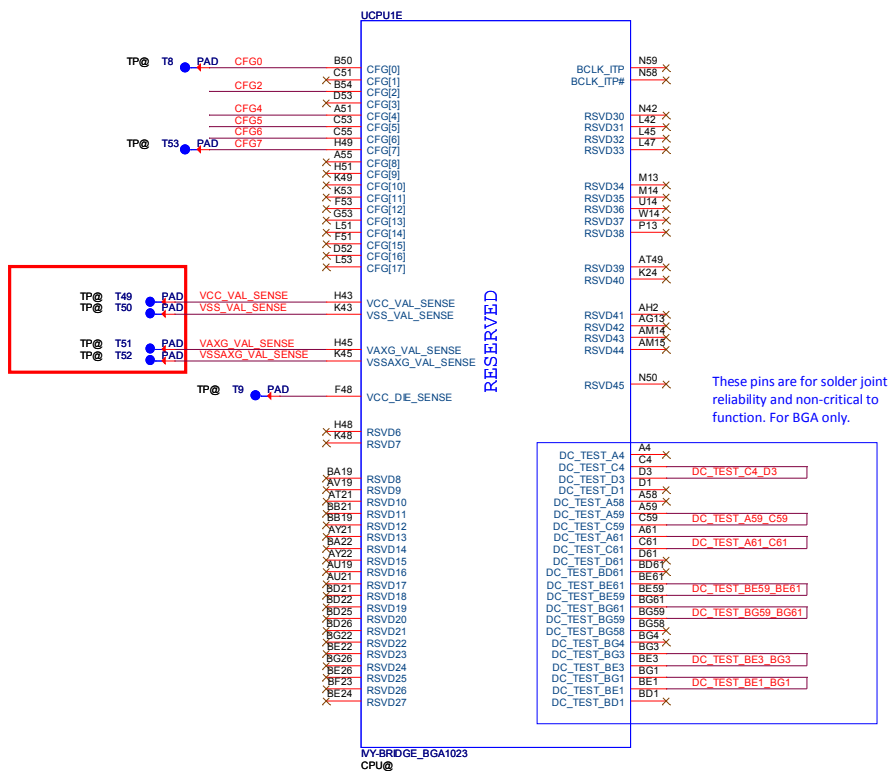 UCPU1E
TP@ T8 PAD CFG0 B50 CFG[0]
C51 CFG[1]
CFG2 B54 CFG[2]
D53 CFG[3]
CFG4 A51 CFG[4]
CFG5 C53 CFG[5]
CFG6 C55 CFG[6]
TP@ T53 PAD CFG7 H49 CFG[7]
A55 CFG[8]
H51 CFG[9]
K49 CFG[10]
K53 CFG[11]
F53 CFG[12]
G53 CFG[13]
L51 CFG[14]
F51 CFG[15]
D52 CFG[16]
L53 CFG[17]
TP@ T49 PAD VCC_VAL_SENSE H43 VCC_VAL_SENSE
TP@ T50 PAD VSS_VAL_SENSE K43 VSS_VAL_SENSE
TP@ T51 PAD VAXG_VAL_SENSE H45 VAXG_VAL_SENSE
TP@ T52 PAD VSSAXG_VAL_SENSE K45 VSSAXG_VAL_SENSE
TP@ T9 PAD F48 VCC_DIE_SENSE
H48 RSVD6
K48 RSVD7
BA19 RSVD8
AV19 RSVD9
AT21 RSVD10
BB21 RSVD11
BB19 RSVD12
AY21 RSVD13
BA22 RSVD14
AY22 RSVD15
AU19 RSVD16
AU21 RSVD17
BD21 RSVD18
BD22 RSVD19
BD25 RSVD20
BD26 RSVD21
BG22 RSVD22
BE22 RSVD23
BG26 RSVD24
BE26 RSVD25
BF23 RSVD26
BE24 RSVD27
RESERVED
BCLK_ITP N59
BCLK_ITP# N58
RSVD30 N42
RSVD31 L42
RSVD32 L45
RSVD33 L47
RSVD34 M13
RSVD35 M14
RSVD36 U14
RSVD37 W14
RSVD38 P13
RSVD39 AT49
RSVD40 K24
RSVD41 AH2
RSVD42 AG13
RSVD43 AM14
RSVD44 AM15
RSVD45 N50
These pins are for solder joint
reliability and non-critical to
function. For BGA only.
DC_TEST_A4 A4
DC_TEST_C4 C4
DC_TEST_D3 D3 DC_TEST_C4_D3
DC_TEST_D1 D1
DC_TEST_A58 A58
DC_TEST_A59 A59
DC_TEST_C59 C59 DC_TEST_A59_C59
DC_TEST_A61 A61
DC_TEST_C61 C61 DC_TEST_A61_C61
DC_TEST_D61 D61
DC_TEST_BD61 BD61
DC_TEST_BE61 BE61
DC_TEST_BE59 BE59 DC_TEST_BE59_BE61
DC_TEST_BG61 BG61
DC_TEST_BG59 BG59 DC_TEST_BG59_BG61
DC_TEST_BG58 BG58
DC_TEST_BG4 BG4
DC_TEST_BG3 BG3
DC_TEST_BE3 BE3 DC_TEST_BE3_BG3
DC_TEST_BG1 BG1
DC_TEST_BE1 BE1 DC_TEST_BE1_BG1
DC_TEST_BD1 BD1
IVY-BRIDGE_BGA1023
CPU@